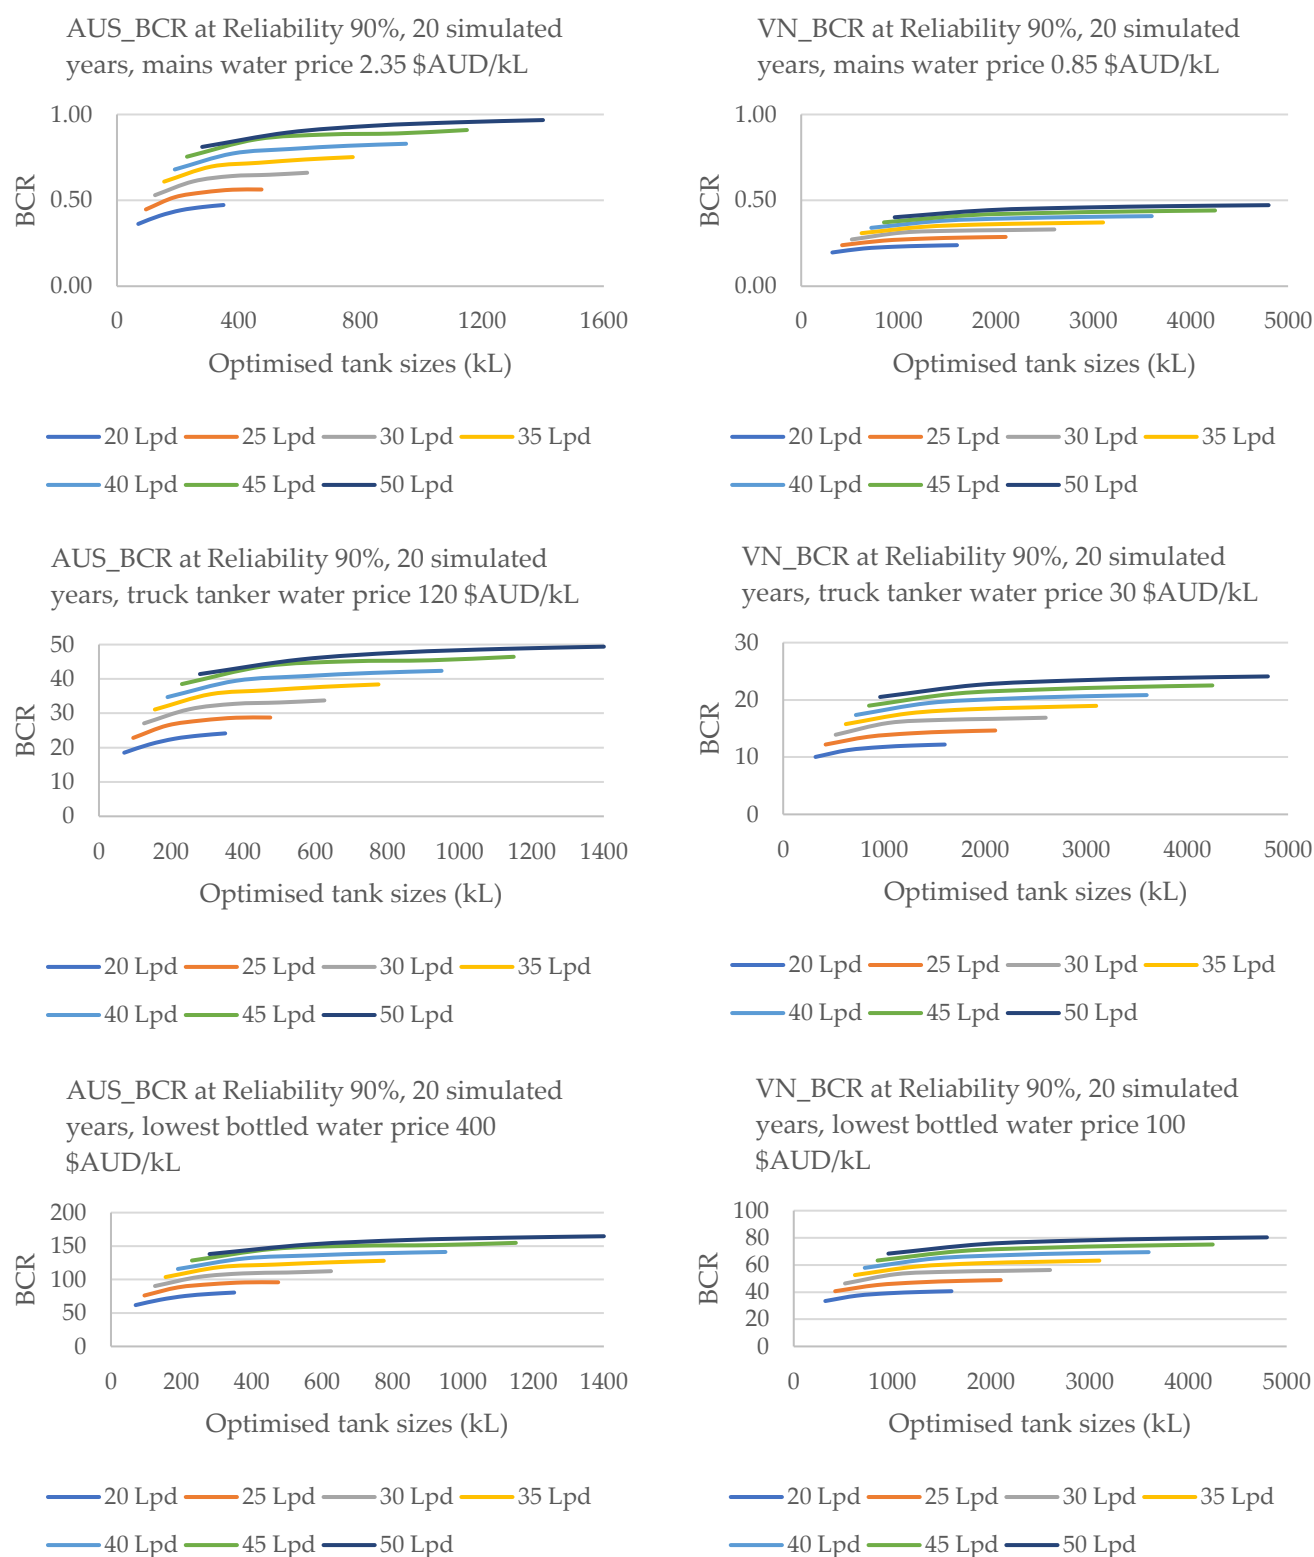 AUS_BCR at Reliability 90%, 20 simulated
years, mains water price 2.35 $AUD/kL
1.00
0.50
0.00
BCR
0
400
800
1200
1600
Optimised tank sizes (kL)
20 Lpd
25 Lpd
30 Lpd
35 Lpd
40 Lpd
45 Lpd
50 Lpd
VN_BCR at Reliability 90%, 20 simulated
years, mains water price 0.85 $AUD/kL
1.00
0.50
0.00
BCR
0
1000
2000
3000
4000
5000
Optimised tank sizes (kL)
20 Lpd
25 Lpd
30 Lpd
35 Lpd
40 Lpd
45 Lpd
50 Lpd
AUS_BCR at Reliability 90%, 20 simulated
years, truck tanker water price 120 $AUD/kL
50
40
30
20
10
0
BCR
0
200
400
600
800
1000
1200
1400
Optimised tank sizes (kL)
20 Lpd
25 Lpd
30 Lpd
35 Lpd
40 Lpd
45 Lpd
50 Lpd
VN_BCR at Reliability 90%, 20 simulated
years, truck tanker water price 30 $AUD/kL
30
20
10
0
BCR
0
1000
2000
3000
4000
5000
Optimised tank sizes (kL)
20 Lpd
25 Lpd
30 Lpd
35 Lpd
40 Lpd
45 Lpd
50 Lpd
AUS_BCR at Reliability 90%, 20 simulated
years, lowest bottled water price 400
$AUD/kL
200
150
100
50
0
BCR
0
200
400
600
800
1000
1200
1400
Optimised tank sizes (kL)
20 Lpd
25 Lpd
30 Lpd
35 Lpd
40 Lpd
45 Lpd
50 Lpd
VN_BCR at Reliability 90%, 20 simulated
years, lowest bottled water price 100
$AUD/kL
100
80
60
40
20
0
BCR
0
1000
2000
3000
4000
5000
Optimised tank sizes (kL)
20 Lpd
25 Lpd
30 Lpd
35 Lpd
40 Lpd
45 Lpd
50 Lpd